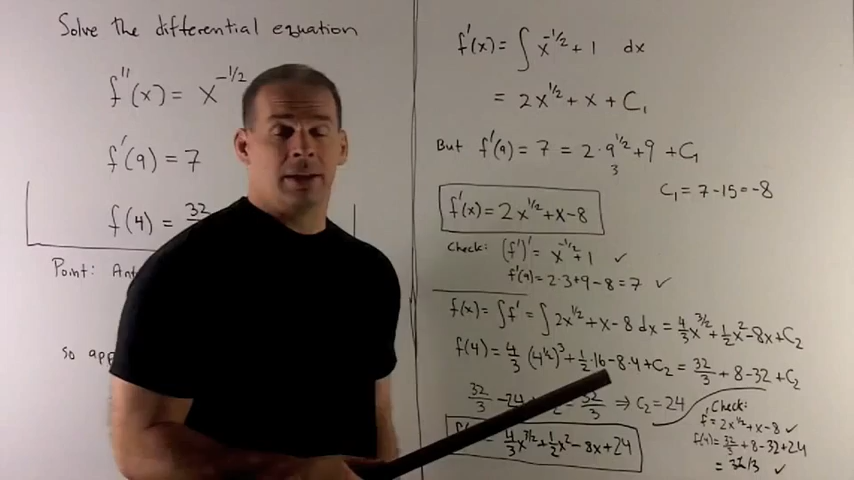 Solve the differential equation
f''(x) = x^{-1/2}
f'(9) = 7
f(4) = 32
Point:
so
f'(x) = ∫ x^{-1/2} + 1 dx
= 2x^{1/2} + x + C₁
But f'(9) = 7 = 2·9^{1/2} + 9 + C₁
3
C₁ = 7 - 15 = -8
f'(x) = 2x^{1/2} + x - 8
Check: (f')' = x^{-1/2} + 1 ✓
f'(9) = 2·3 + 9 - 8 = 7 ✓
f(x) = ∫f' = ∫ 2x^{1/2} + x - 8 dx = 4/3 x^{3/2} + 1/2 x² - 8x + C₂
f(4) = 4/3 (4^{1/2})³ + 1/2·16 - 8·4 + C₂ = 32/3 + 8 - 32 + C₂
32/3 - 24 = 32/3 ⇒ C₂ = 24
4/3 x^{3/2} + 1/2 x² - 8x + 24
Check:
f' = 2x^{1/2} + x - 8 ✓
f(4) = 32/3 + 8 - 32 + 24
= 32/3 ✓